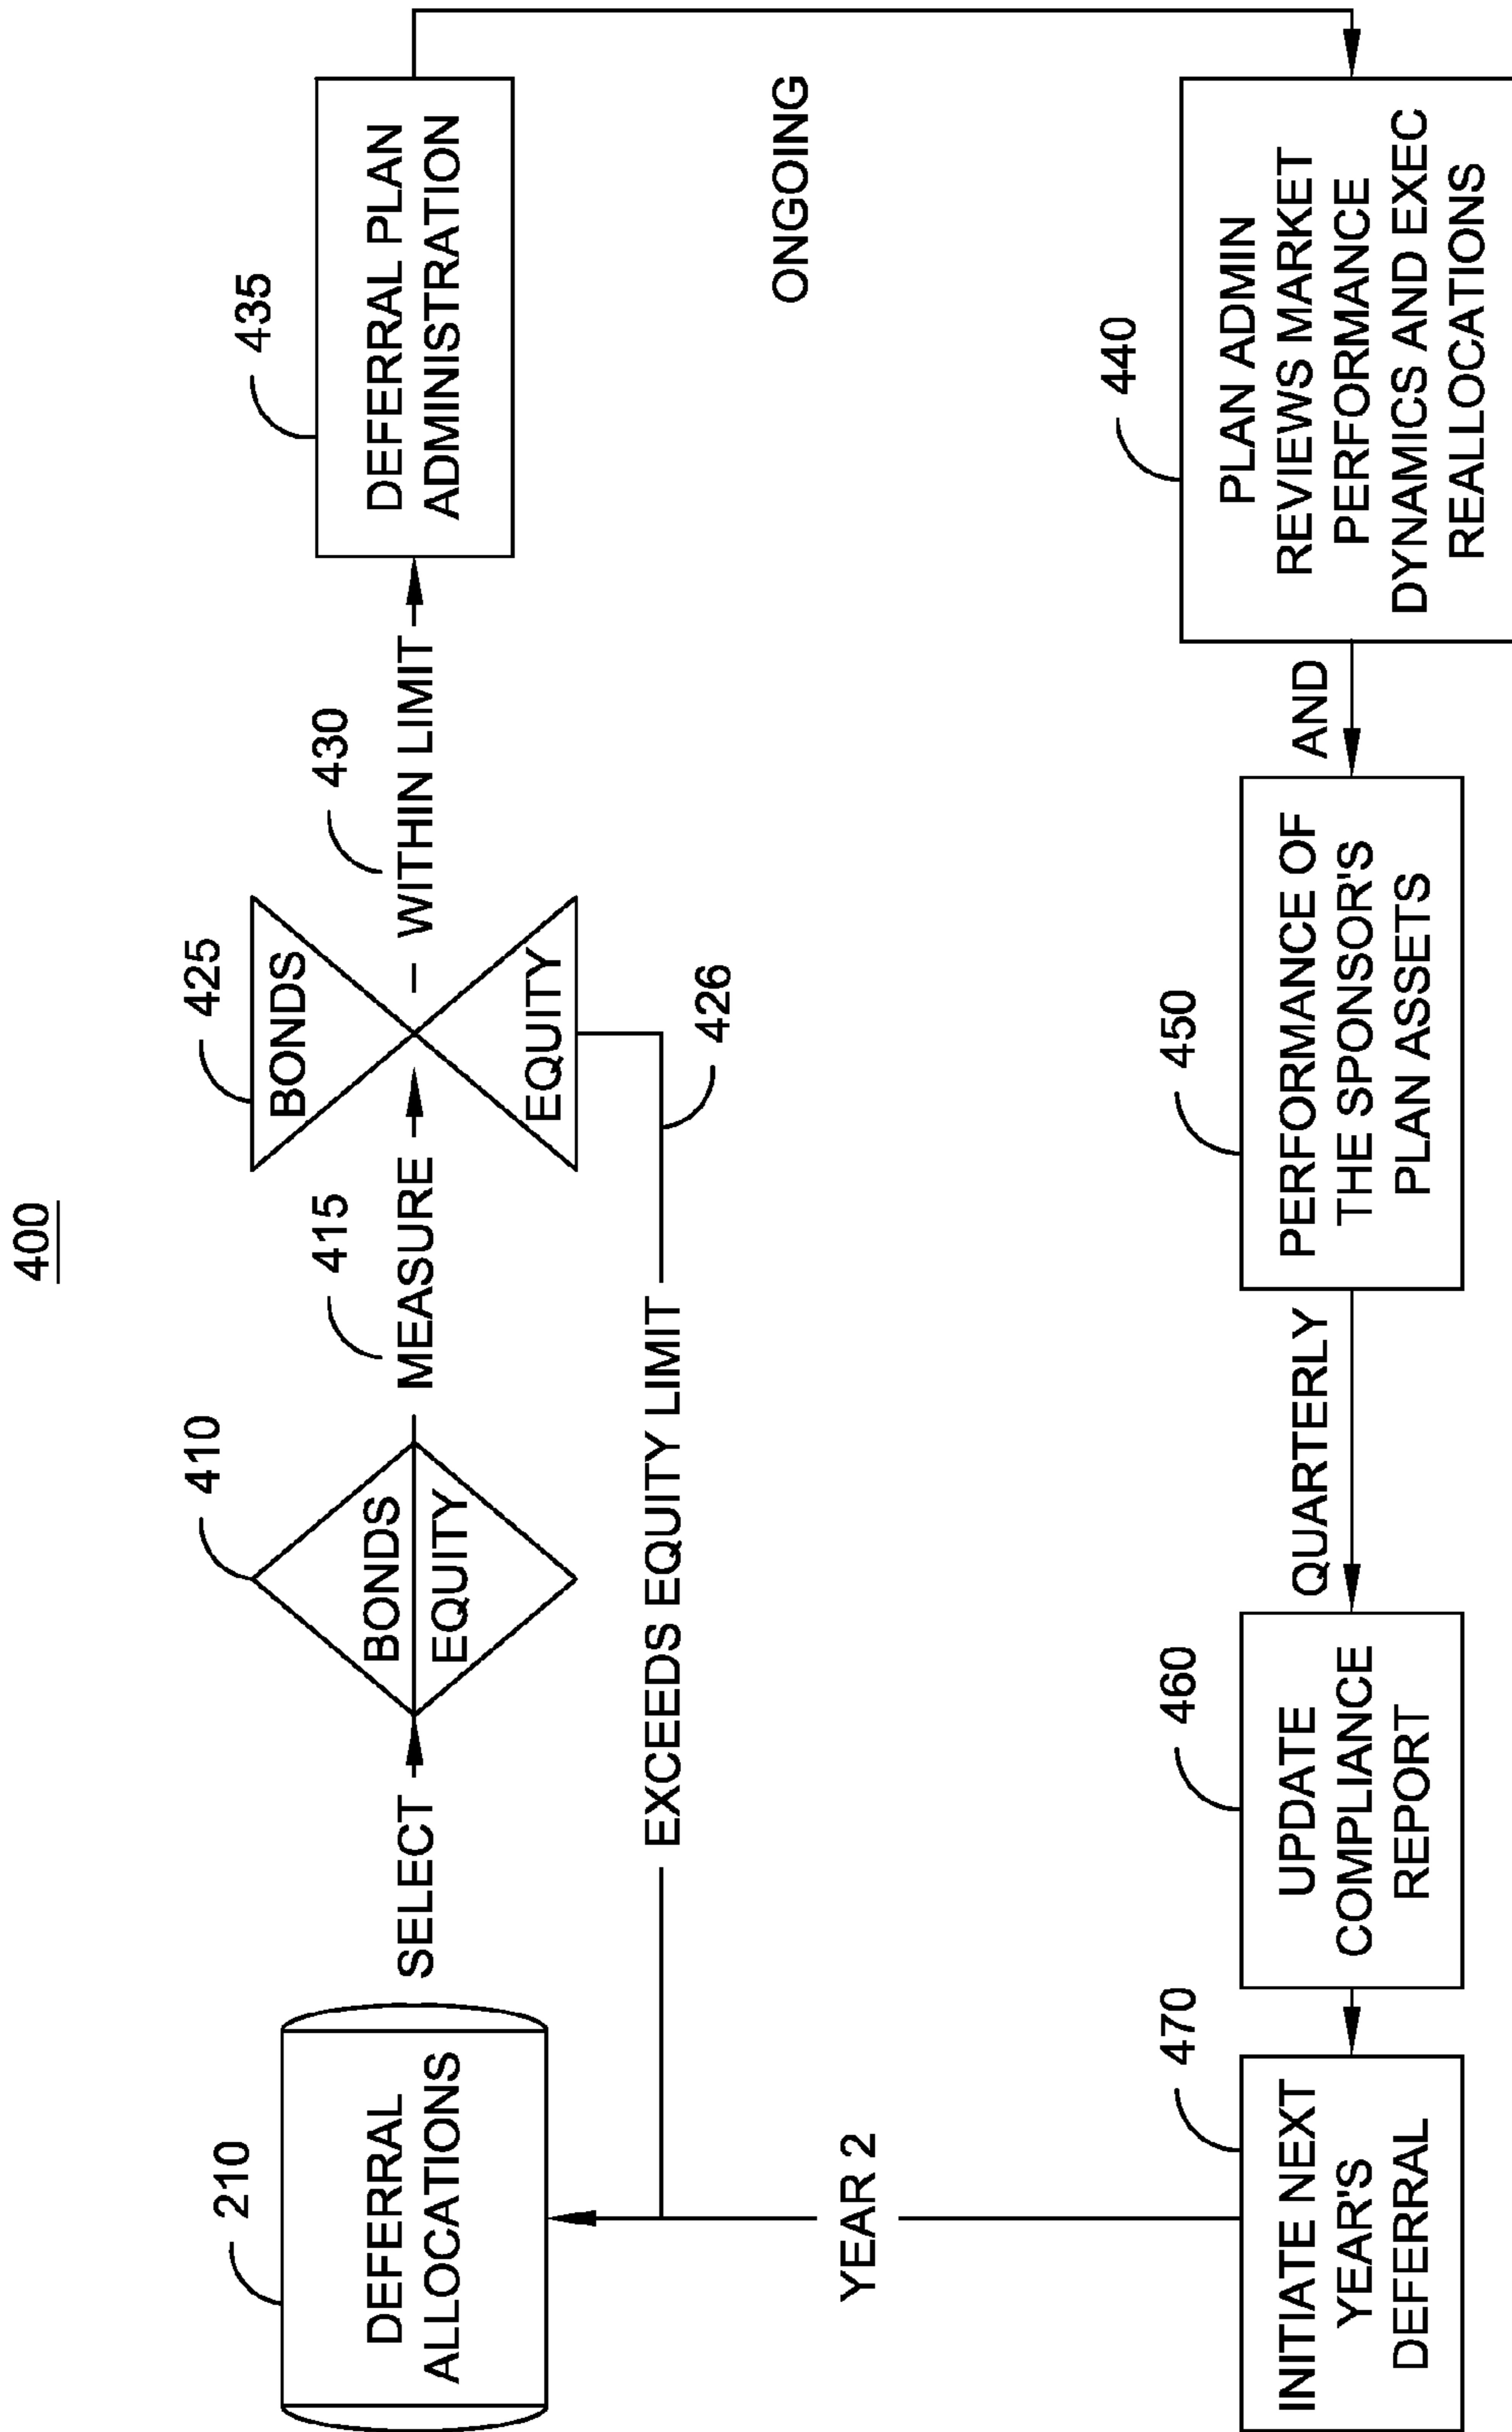 400
210
DEFERRAL
ALLOCATIONS
SELECT
410
BONDS
EQUITY
415
MEASURE
425
BONDS
EQUITY
430
WITHIN LIMIT
435
DEFERRAL PLAN
ADMINISTRATION
EXCEEDS EQUITY LIMIT
426
YEAR 2
ONGOING
470
INITIATE NEXT
YEAR'S
DEFERRAL
460
UPDATE
COMPLIANCE
REPORT
QUARTERLY
450
PERFORMANCE OF
THE SPONSOR'S
PLAN ASSETS
AND
440
PLAN ADMIN
REVIEWS MARKET
PERFORMANCE
DYNAMICS AND EXEC
REALLOCATIONS